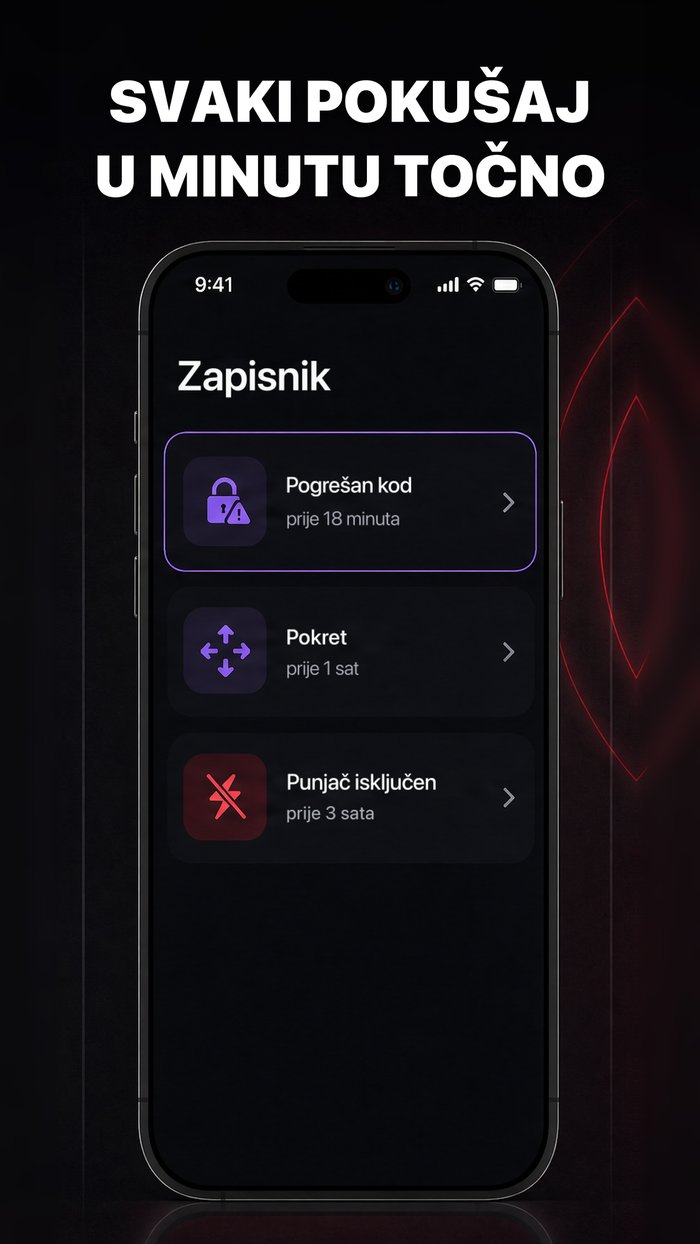 SVAKI POKUŠAJ
U MINUTU TOČNO
9:41
Zapisnik
Pogrešan kod
prije 18 minuta
Pokret
prije 1 sat
Punjač isključen
prije 3 sata